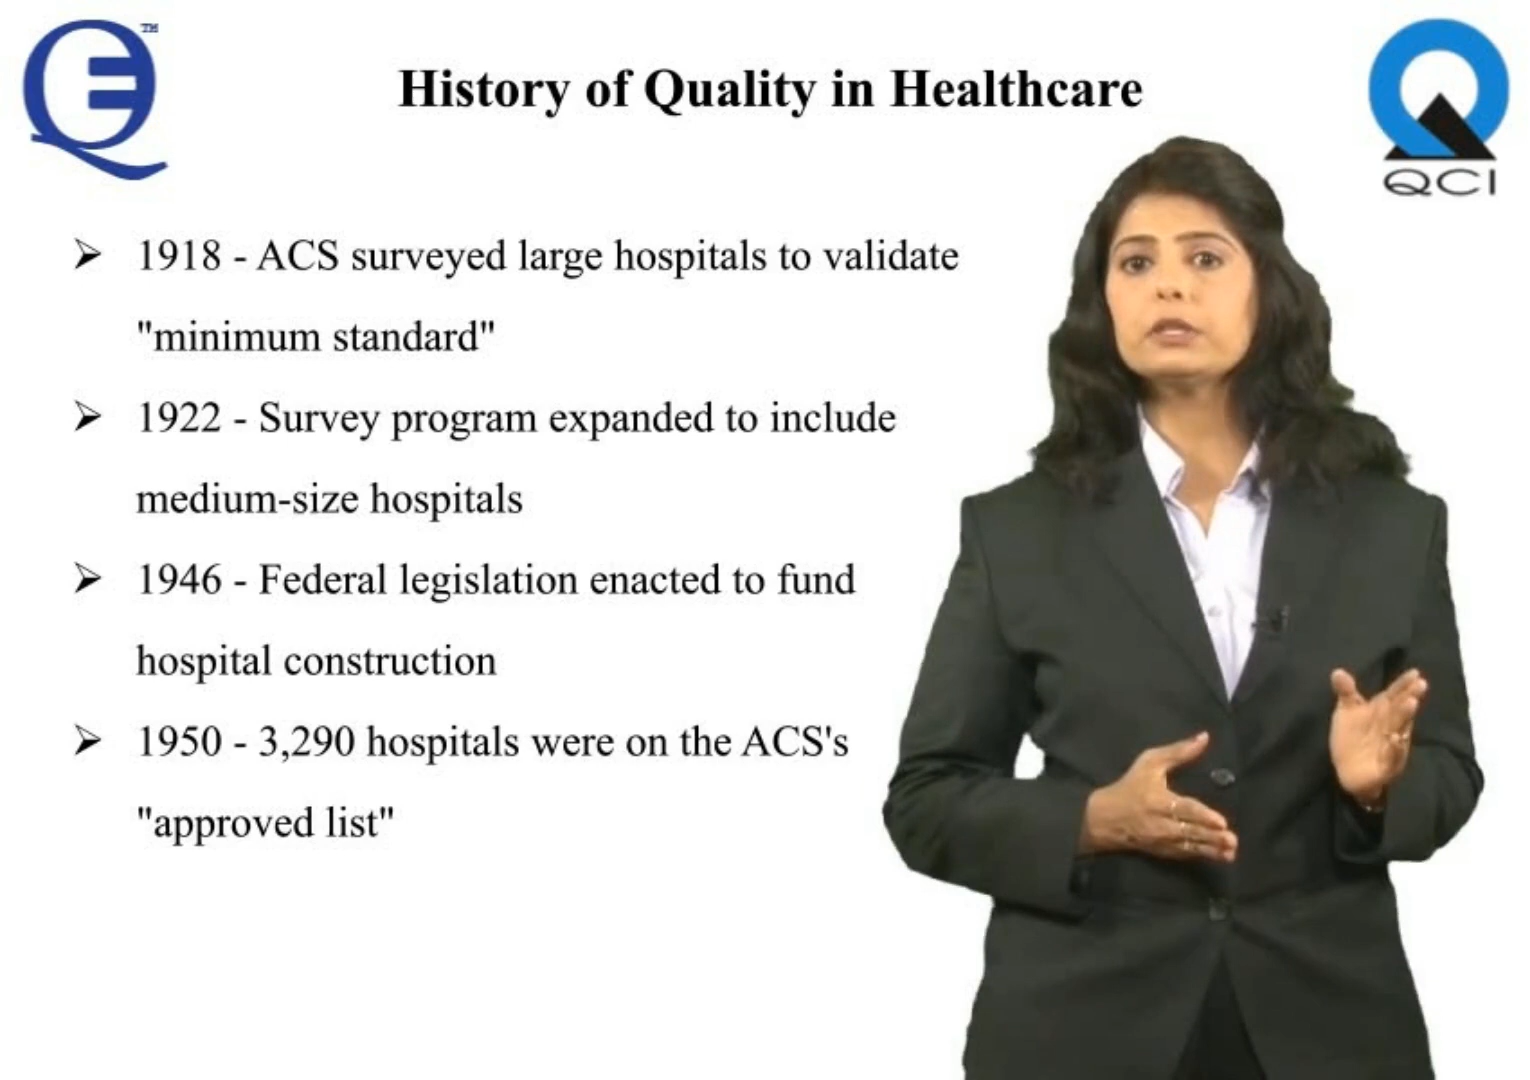 TM
History of Quality in Healthcare
QCI
➢ 1918 - ACS surveyed large hospitals to validate
"minimum standard"
➢ 1922 - Survey program expanded to include
medium-size hospitals
➢ 1946 - Federal legislation enacted to fund
hospital construction
➢ 1950 - 3,290 hospitals were on the ACS's
"approved list"